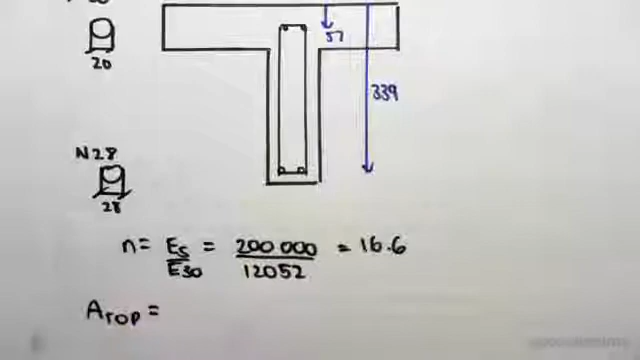 20
57
339
N28
28
n= Es/E30 = 200 000/12052 = 16.6
ATOP =